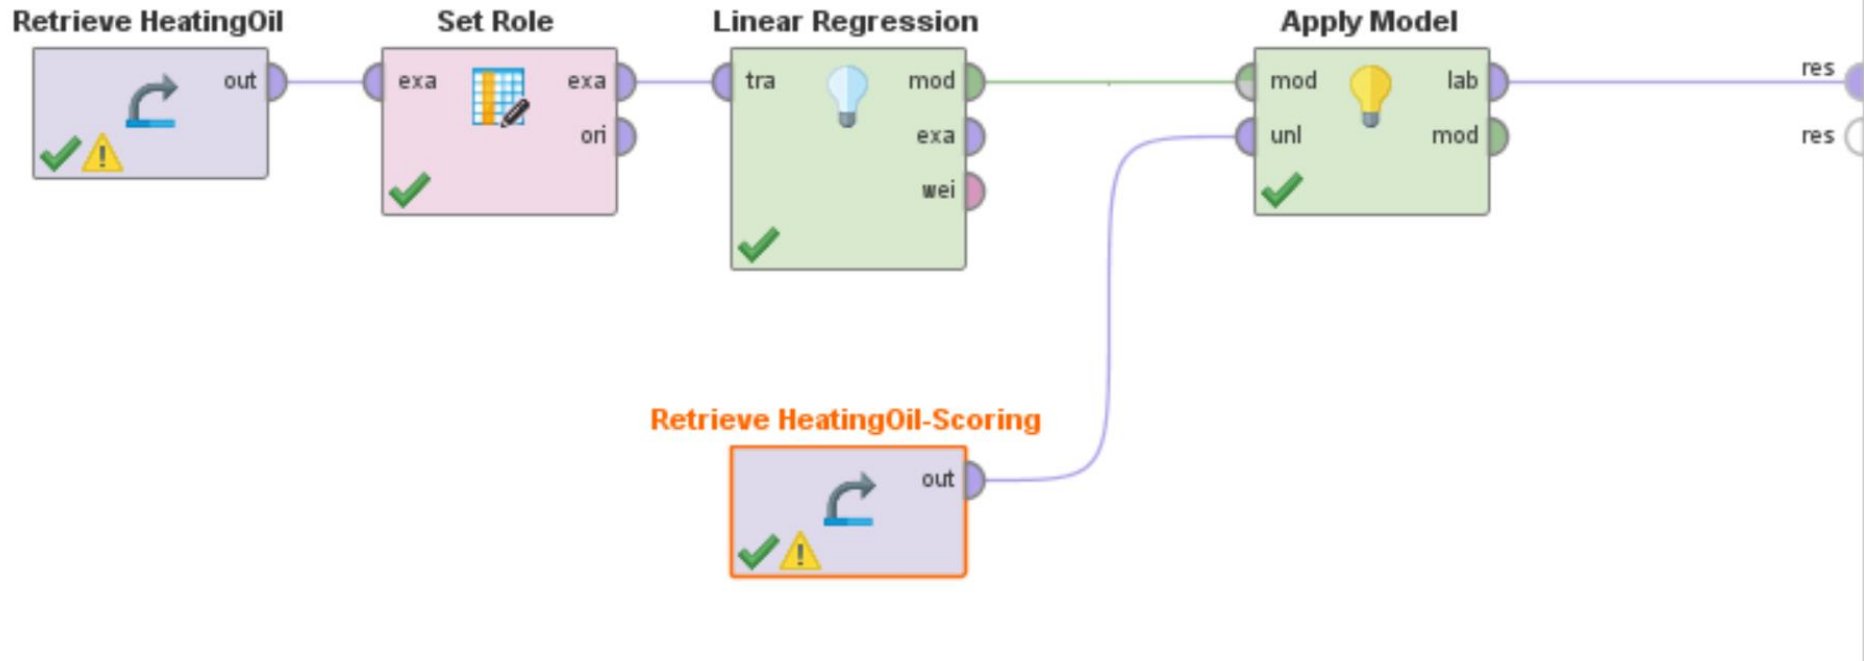 Retrieve HeatingOil
out
Set Role
exa
exa
ori
Linear Regression
tra
mod
exa
wei
Apply Model
mod
unl
lab
mod
res
res
Retrieve HeatingOil-Scoring
out